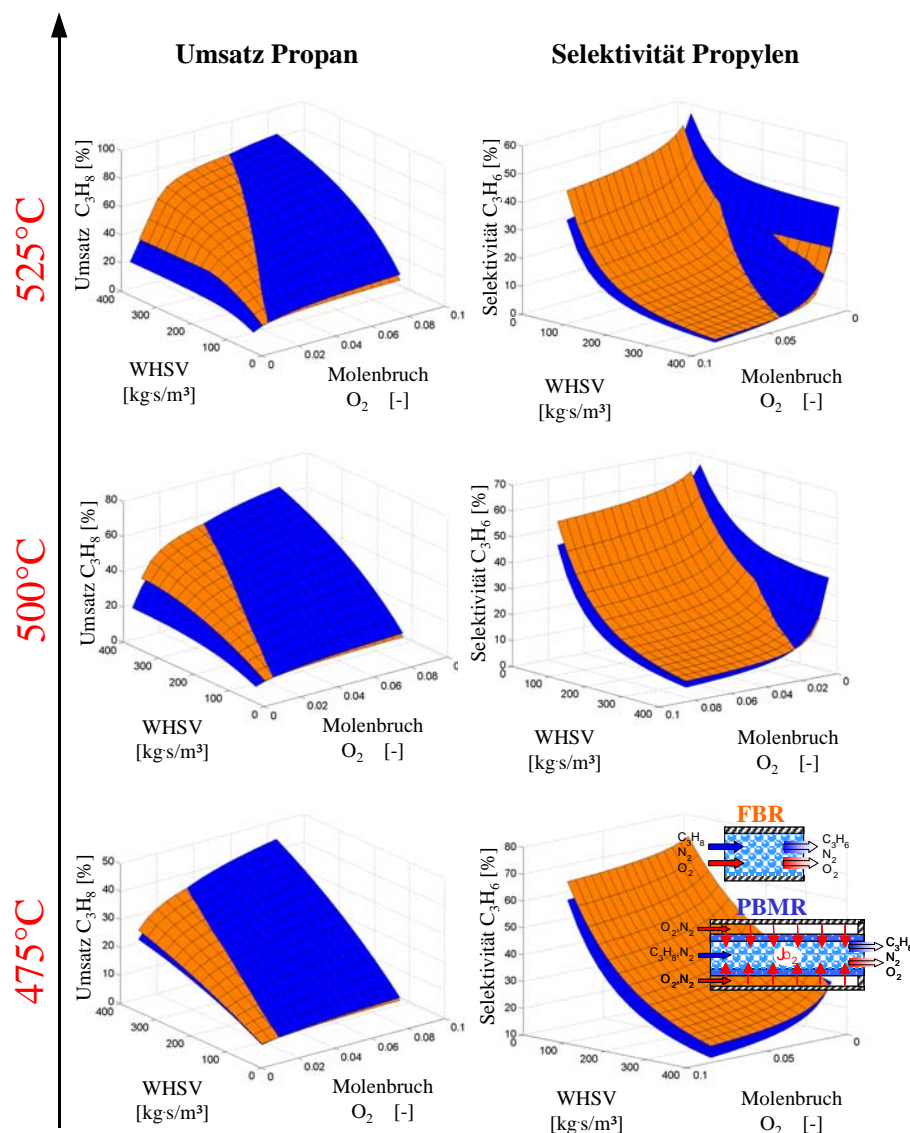 Umsatz Propan
Selektivität Propylen
525°C
Umsatz C₃H₈ [%]
100
80
60
40
20
0
400
300
200
100
0
0
0.02
0.04
0.06
0.08
0.1
WHSV
[kg·s/m³]
Molenbruch
O₂ [-]
Selektivität C₃H₆ [%]
60
50
40
30
20
10
0
0
100
200
300
400
0.1
0.05
0
WHSV
[kg·s/m³]
Molenbruch
O₂ [-]
500°C
Umsatz C₃H₈ [%]
80
60
40
20
0
400
300
200
100
0
0
0.02
0.04
0.06
0.08
0.1
WHSV
[kg·s/m³]
Molenbruch
O₂ [-]
Selektivität C₃H₆ [%]
70
60
50
40
30
20
10
0
0
100
200
300
400
0.1
0.08
0.06
0.04
0.02
0
WHSV
[kg·s/m³]
Molenbruch
O₂ [-]
475°C
Umsatz C₃H₈ [%]
50
40
30
20
10
0
400
300
200
100
0
0
0.02
0.04
0.06
0.08
0.1
WHSV
[kg·s/m³]
Molenbruch
O₂ [-]
Selektivität C₃H₆ [%]
80
70
60
50
40
30
20
10
0
100
200
300
400
0.1
0.05
0
WHSV
[kg·s/m³]
Molenbruch
O₂ [-]
FBR
C₃H₈
N₂
O₂
C₃H₆
N₂
O₂
PBMR
O₂,N₂
C₃H₈,N₂
O₂,N₂
Jo₂
C₃H₆
N₂
O₂